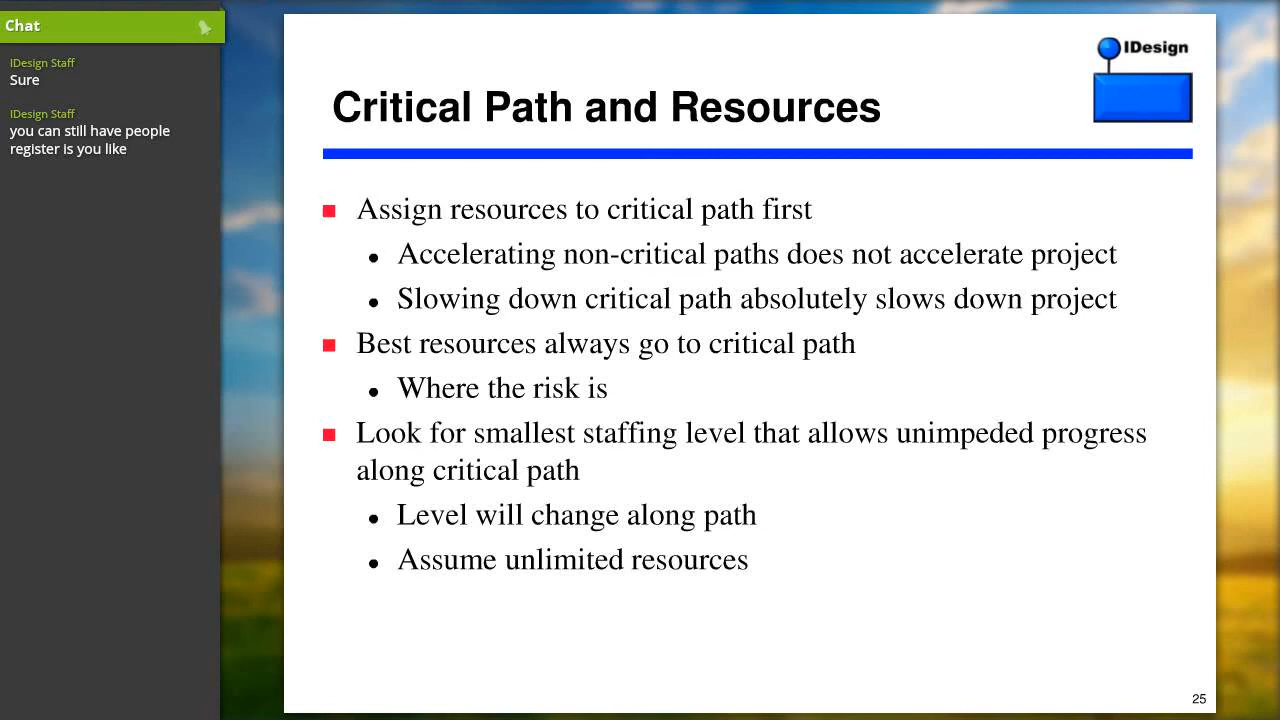 Chat
IDesign Staff
Sure
IDesign Staff
you can still have people
register is you like
IDesign
Critical Path and Resources
Assign resources to critical path first
Accelerating non-critical paths does not accelerate project
Slowing down critical path absolutely slows down project
Best resources always go to critical path
Where the risk is
Look for smallest staffing level that allows unimpeded progress
along critical path
Level will change along path
Assume unlimited resources
25